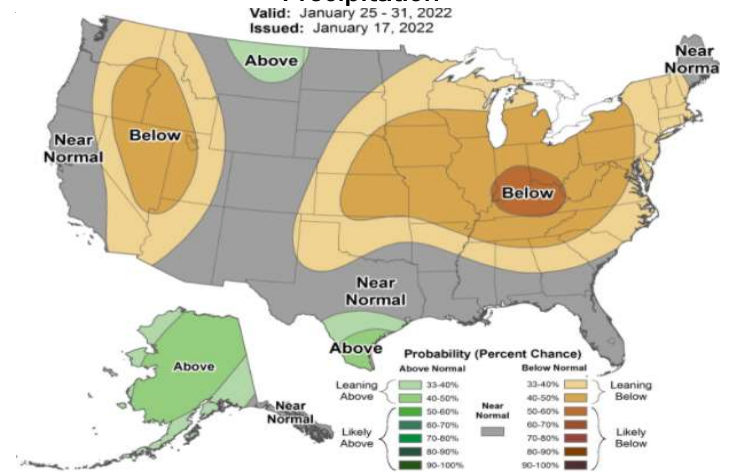 Precipitation
Valid: January 25 - 31, 2022
Issued: January 17, 2022
Above
Near
Norma
Near
Normal
Below
Below
Near
Normal
Above
Above
Near
Normal
Probability (Percent Chance)
Above Normal
Below Normal
Leaning
Above
33-40%
40-50%
Likely
Above
50-60%
60-70%
70-80%
80-90%
90-100%
Near
Normal
33-40%
40-50%
Leaning
Below
50-60%
60-70%
70-80%
80-90%
90-100%
Likely
Below